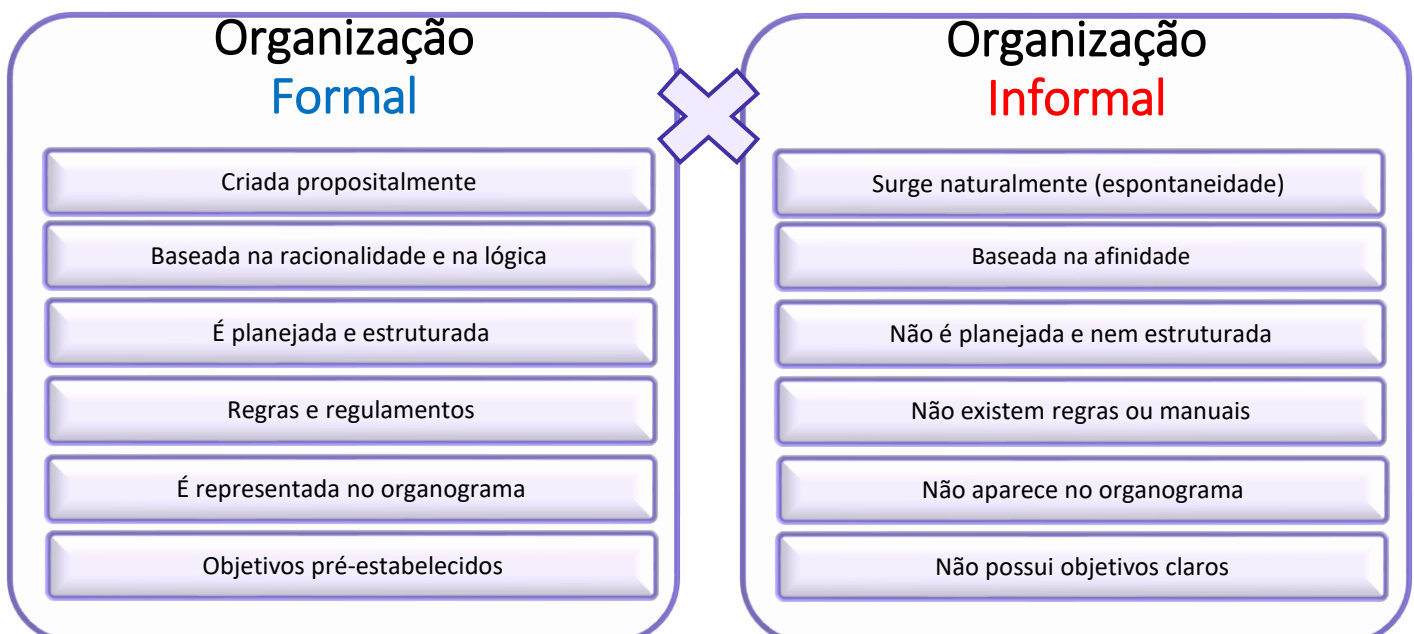 Organização
Formal
Criada propositalmente
Baseada na racionalidade e na lógica
É planejada e estruturada
Regras e regulamentos
É representada no organograma
Objetivos pré-estabelecidos
Organização
Informal
Surge naturalmente (espontaneidade)
Baseada na afinidade
Não é planejada e nem estruturada
Não existem regras ou manuais
Não aparece no organograma
Não possui objetivos claros